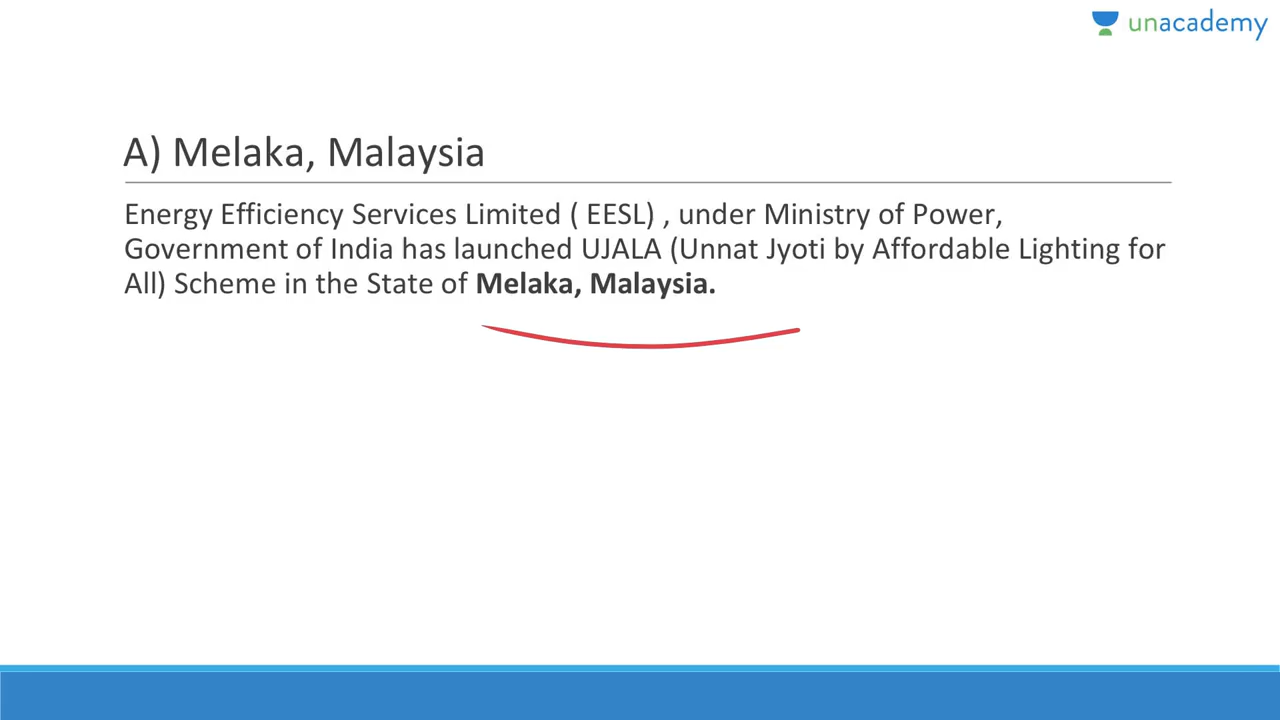 unacademy
A) Melaka, Malaysia
Energy Efficiency Services Limited ( EESL) , under Ministry of Power,
Government of India has launched UJALA (Unnat Jyoti by Affordable Lighting for
All) Scheme in the State of Melaka, Malaysia.